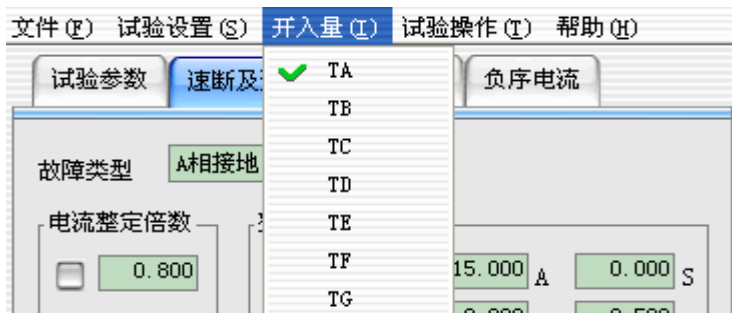 文件(F) 试验设置(S) 开入量(I) 试验操作(T) 帮助(H)
试验参数 速断及 负序电流
TA
TB
TC
TD
TE
TF
TG
故障类型 A相接地
电流整定倍数
0.800 15.000 A 0.000 S